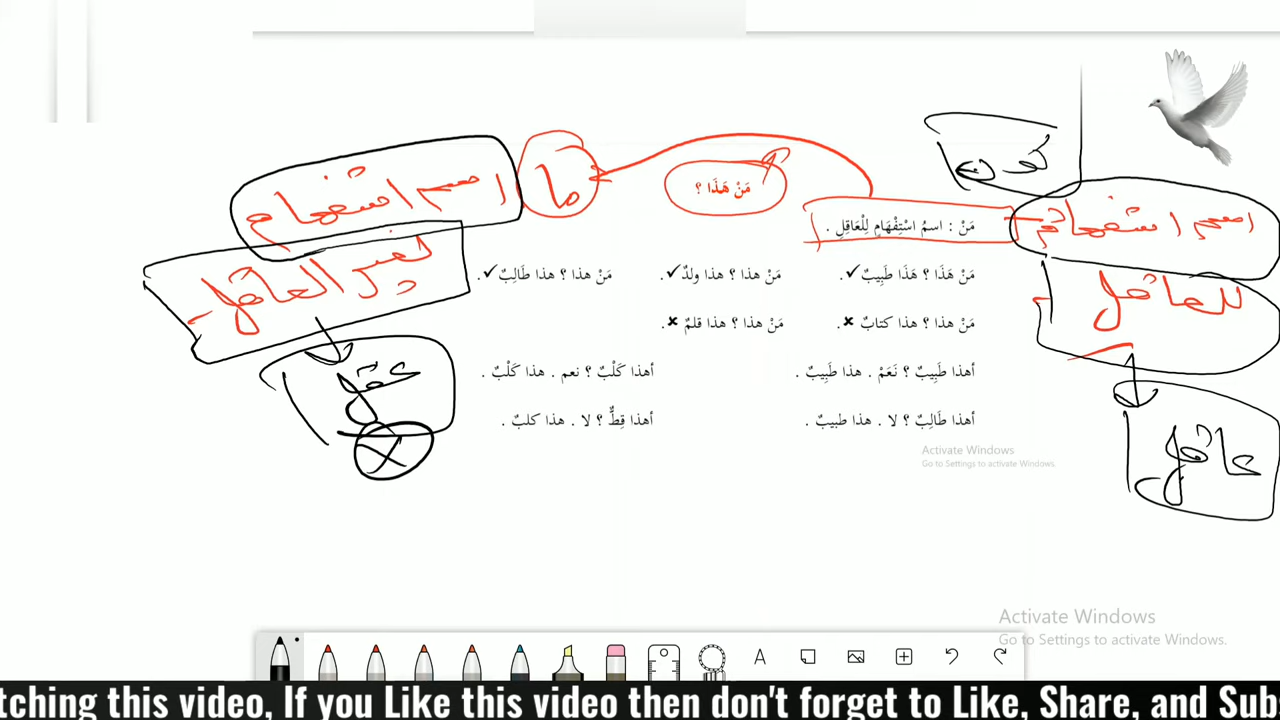 كون
اسم استفهام
ما
مَنْ هَذَا ؟
اسم استفهام
مَنْ : اسمُ اسْتِفْهَامٍ لِلْعَاقِلِ .
لغير العاقل
للعاقل
مَنْ هَذَا ؟ هَذَا طَبِيبٌ ✓. مَنْ هذا ؟ هذا ولدٌ ✓. مَنْ هذا ؟ هذا طَالِبٌ ✓.
مَنْ هذا ؟ هذا كتابٌ ✘. مَنْ هذا ؟ هذا قلمٌ ✘.
أهذا طَبِيبٌ ؟ نَعَمْ . هذا طَبِيبٌ . أهذا كَلْبٌ ؟ نعم . هذا كَلْبٌ .
أهذا طَالِبٌ ؟ لا . هذا طبيبٌ . أهذا قِطٌّ ؟ لا . هذا كلبٌ .
عقل
عاقل
Activate Windows
Go to Settings to activate Windows.
Activate Windows
Go to Settings to activate Windows.
A
tching this video, If you Like this video then don't forget to Like, Share, and Sub